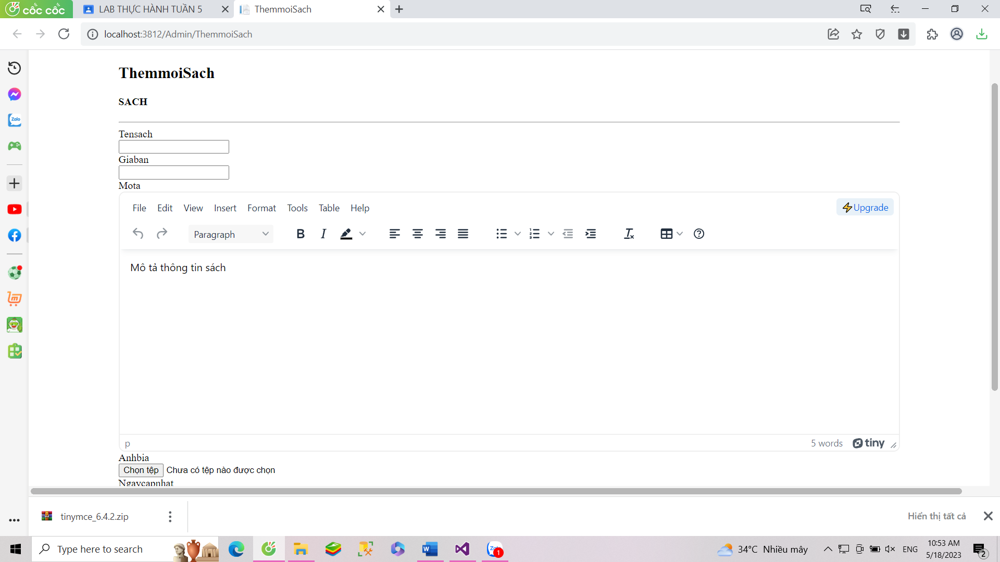 cốc cốc
LAB THỰC HÀNH TUẦN 5
ThemmoiSach
localhost:3812/Admin/ThemmoiSach
ThemmoiSach
SACH
Tensach
Giaban
Mota
File Edit View Insert Format Tools Table Help
Upgrade
Paragraph
Mô tả thông tin sách
p
5 words
tiny
Anhbia
Chọn tệp Chưa có tệp nào được chọn
Ngaycapnhat
Zalo
tinymce_6.4.2.zip
Hiển thị tất cả
Type here to search
34°C Nhiều mây
ENG
10:53 AM
5/18/2023
2
1